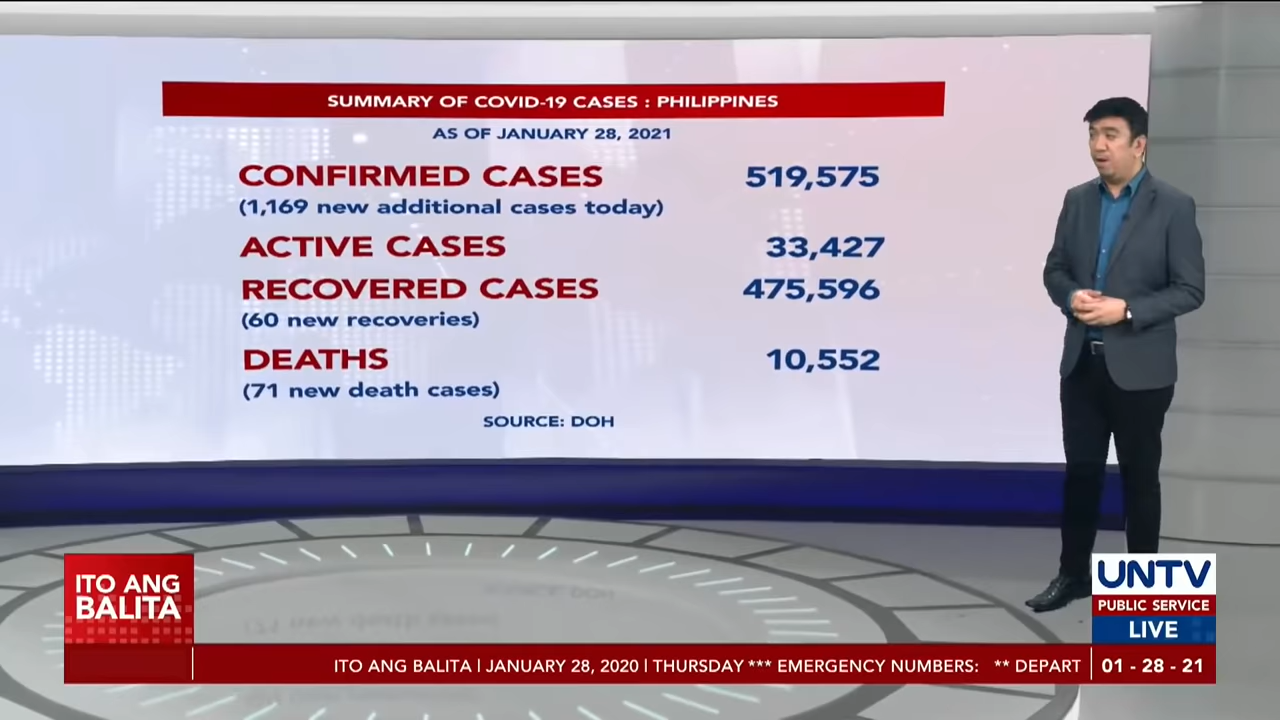 SUMMARY OF COVID-19 CASES : PHILIPPINES
AS OF JANUARY 28, 2021
CONFIRMED CASES 519,575
(1,169 new additional cases today)
ACTIVE CASES 33,427
RECOVERED CASES 475,596
(60 new recoveries)
DEATHS 10,552
(71 new death cases)
SOURCE: DOH
ITO ANG
BALITA
UNTV
PUBLIC SERVICE
LIVE
ITO ANG BALITA | JANUARY 28, 2020 | THURSDAY *** EMERGENCY NUMBERS: ** DEPART
01 - 28 - 21